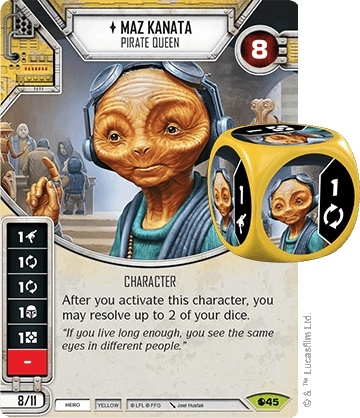 MAZ KANATA
PIRATE QUEEN
8
1
1
1
1
1
1
1
-
CHARACTER
After you activate this character, you
may resolve up to 2 of your dice.
"If you live long enough, you see the same
eyes in different people."
8/11
HERO
YELLOW
© LFL © FFG
Joel Hustak
45
© & ™ Lucasfilm Ltd.